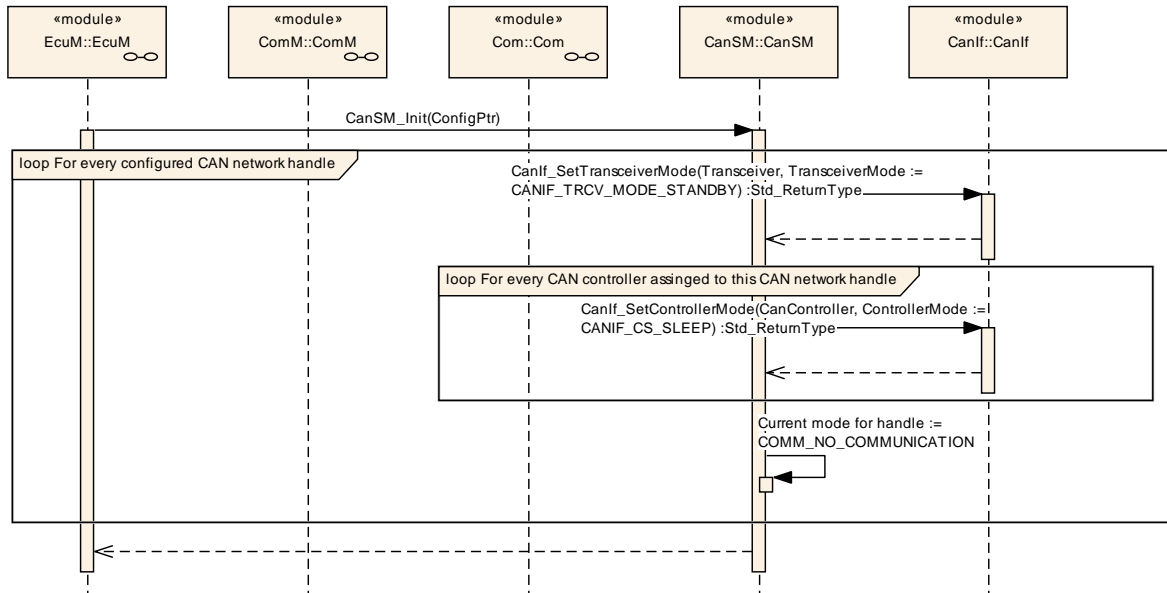 «module»
EcuM::EcuM
«module»
ComM::ComM
«module»
Com::Com
«module»
CanSM::CanSM
«module»
CanIf::CanIf
CanSM_Init(ConfigPtr)
loop For every configured CAN network handle
CanIf_SetTransceiverMode(Transceiver, TransceiverMode :=
CANIF_TRCV_MODE_STANDBY) :Std_ReturnType
loop For every CAN controller assinged to this CAN network handle
CanIf_SetControllerMode(CanController, ControllerMode :=
CANIF_CS_SLEEP) :Std_ReturnType
Current mode for handle :=
COMM_NO_COMMUNICATION